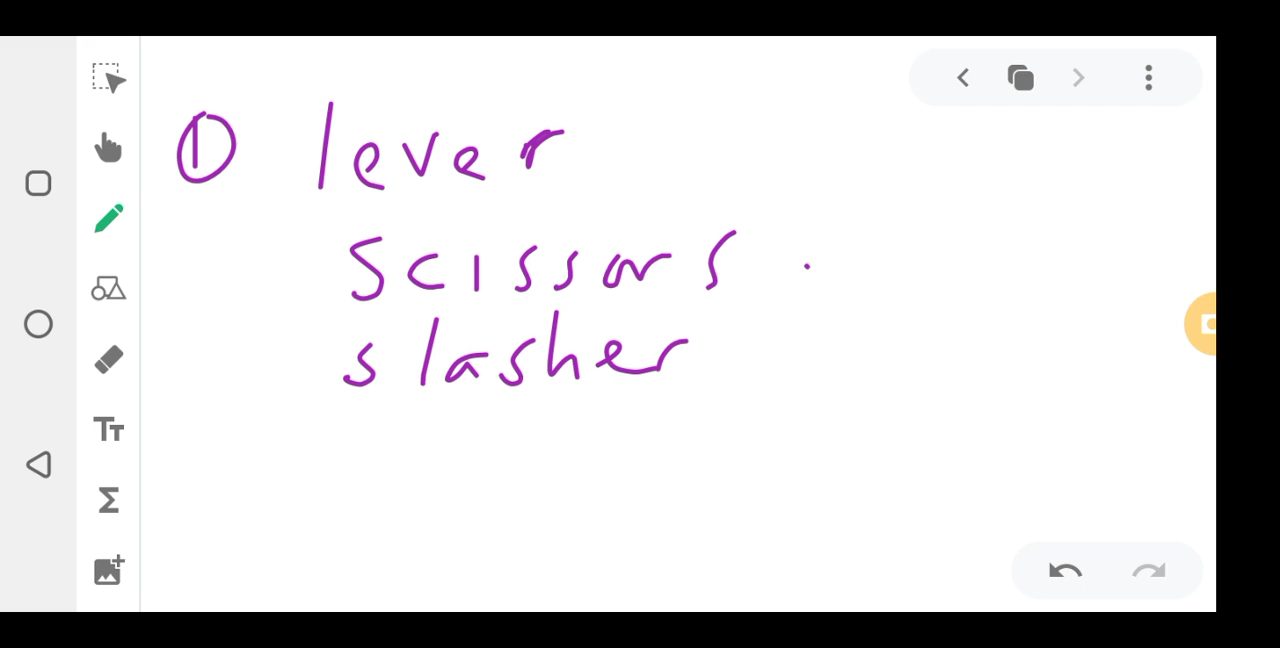 ① lever
Scissors .
slasher